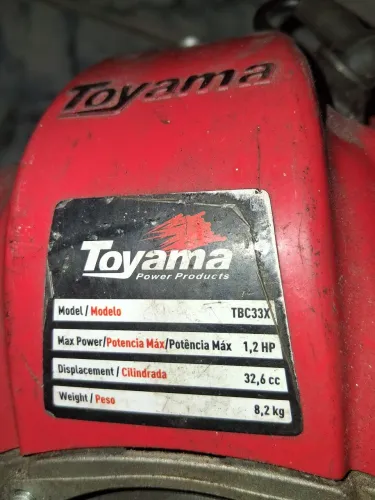 Toyama
Toyama
Power Products
Model / Modelo TBC33X
Max Power/Potencia Máx/Potência Máx 1,2 HP
Displacement / Cilindrada 32,6 cc
Weight / Peso 8,2 kg